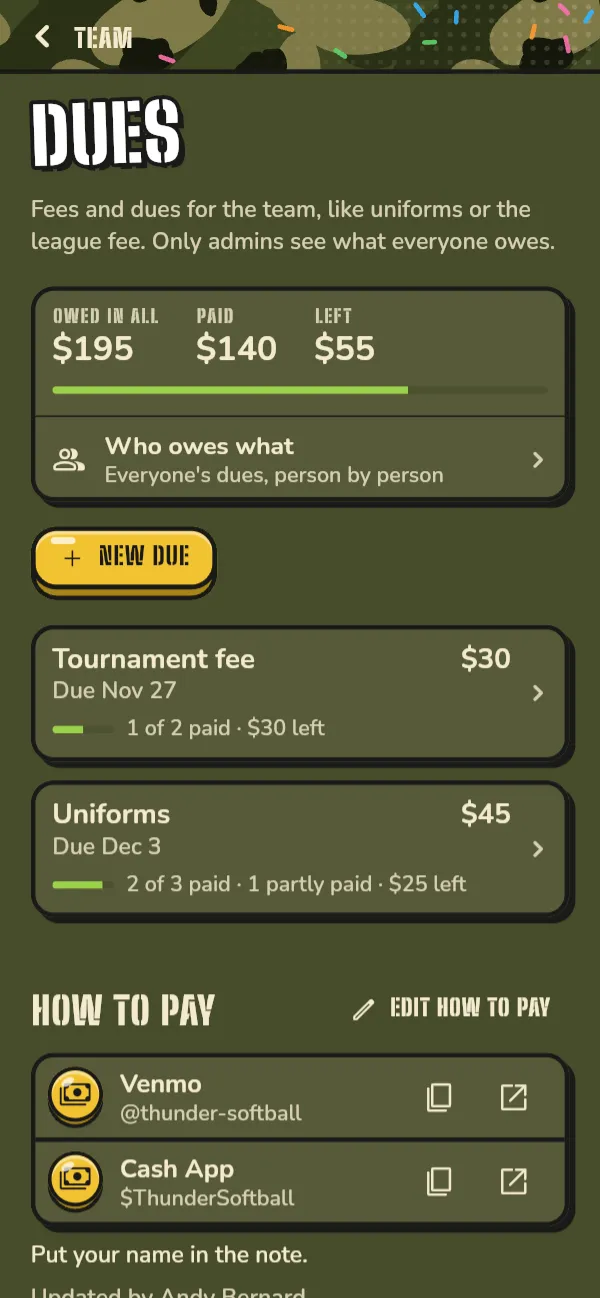 TEAM
DUES
Fees and dues for the team, like uniforms or the
league fee. Only admins see what everyone owes.
OWED IN ALL PAID LEFT
$195 $140 $55
Who owes what
Everyone's dues, person by person
+ NEW DUE
Tournament fee $30
Due Nov 27
1 of 2 paid · $30 left
Uniforms $45
Due Dec 3
2 of 3 paid · 1 partly paid · $25 left
HOW TO PAY EDIT HOW TO PAY
Venmo
@thunder-softball
Cash App
$ThunderSoftball
Put your name in the note.
Updated by Andy Bernard